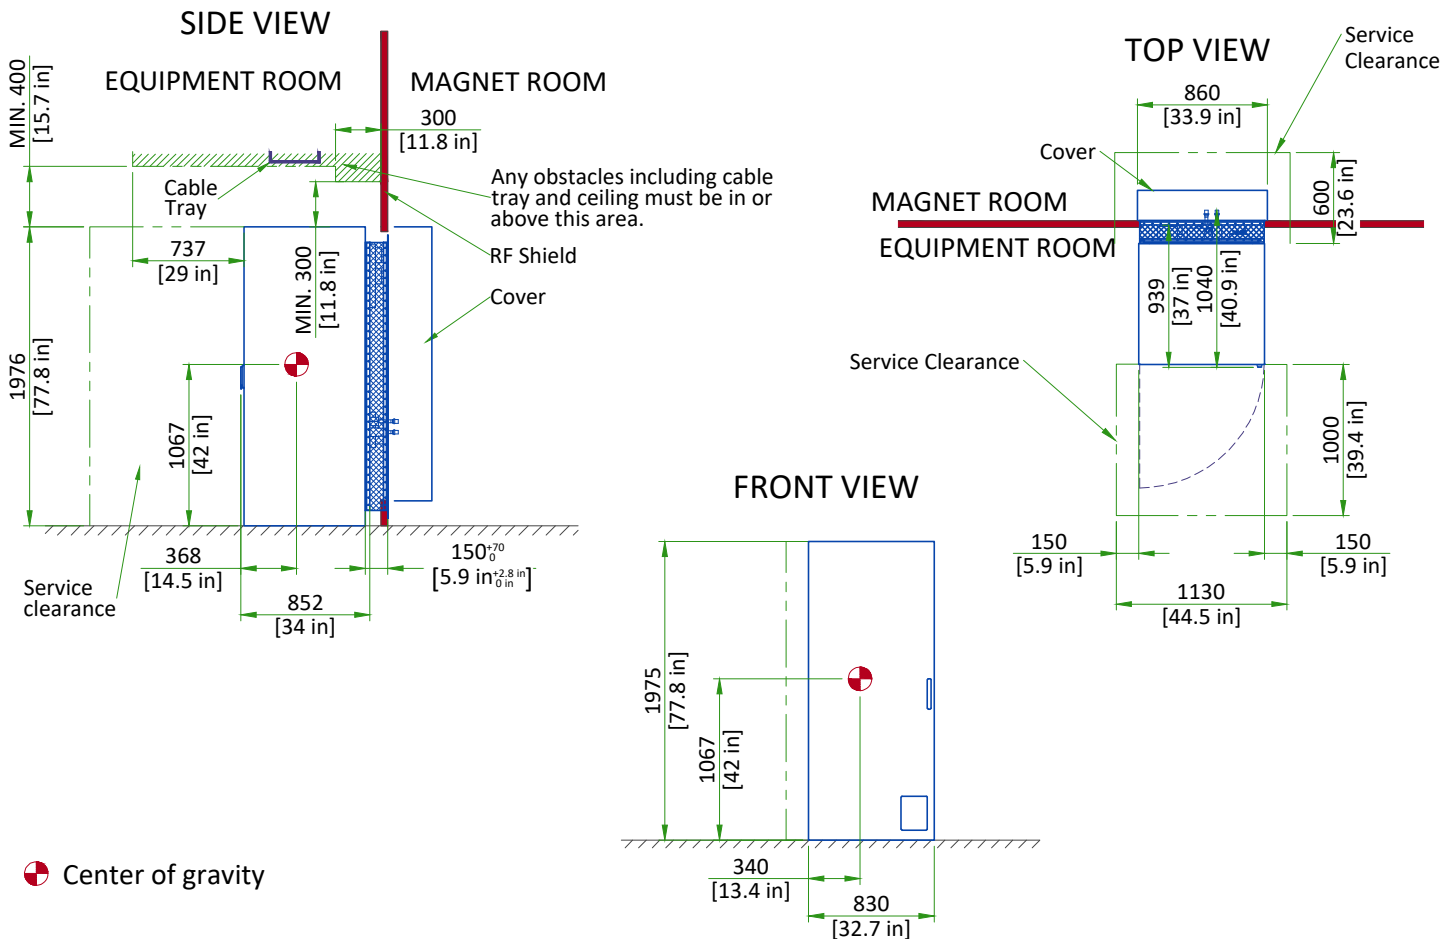 SIDE VIEW
EQUIPMENT ROOM
MAGNET ROOM
MIN. 400
[15.7 in]
300
[11.8 in]
Cable
Tray
Any obstacles including cable
tray and ceiling must be in or
above this area.
RF Shield
Cover
737
[29 in]
MIN. 300
[11.8 in]
1976
[77.8 in]
1067
[42 in]
368
[14.5 in]
852
[34 in]
150 +70 0
[5.9 in +2.8 in 0 in]
Service
clearance
TOP VIEW
Service
Clearance
860
[33.9 in]
Cover
MAGNET ROOM
EQUIPMENT ROOM
600
[23.6 in]
939
[37 in]
1040
[40.9 in]
Service Clearance
1000
[39.4 in]
150
[5.9 in]
150
[5.9 in]
1130
[44.5 in]
FRONT VIEW
1975
[77.8 in]
1067
[42 in]
340
[13.4 in]
830
[32.7 in]
Center of gravity